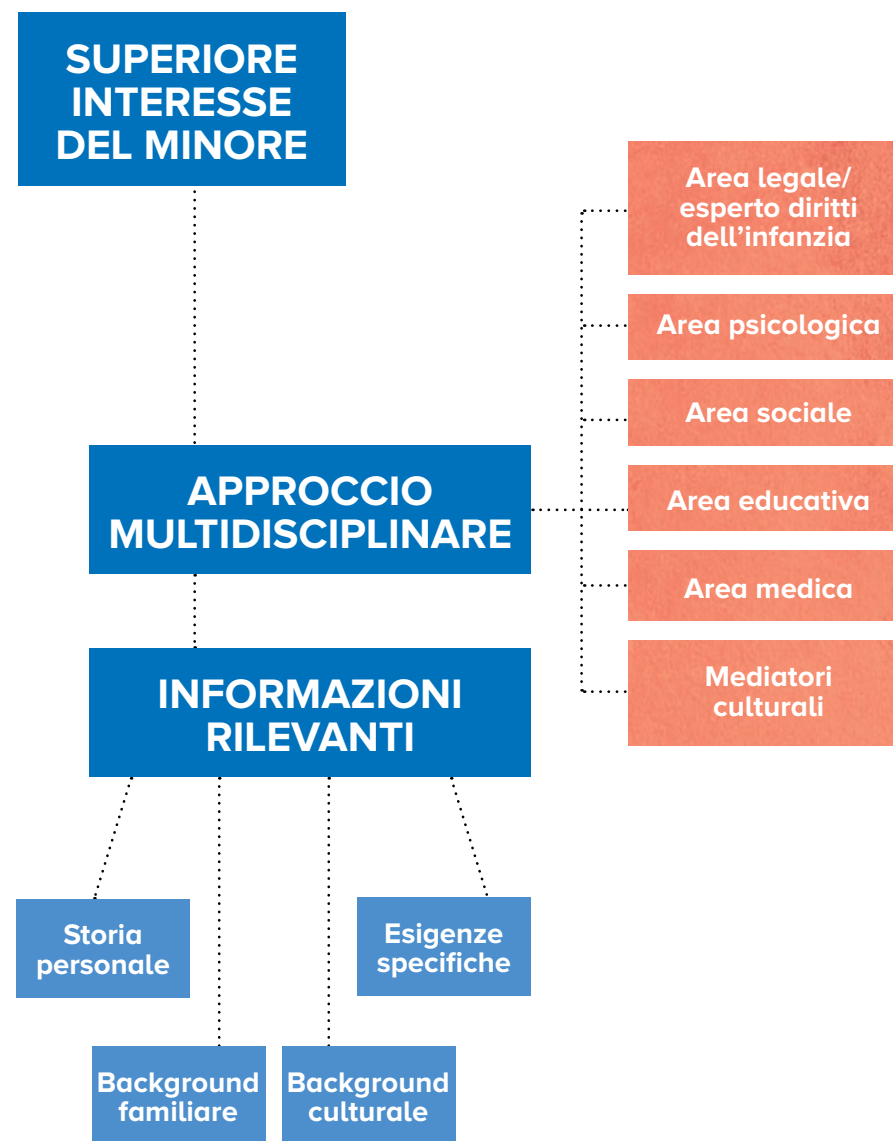 SUPERIORE
INTERESSE
DEL MINORE
Area legale/
esperto diritti
dell’infanzia
Area psicologica
Area sociale
APPROCCIO
MULTIDISCIPLINARE
Area educativa
Area medica
Mediatori
culturali
INFORMAZIONI
RILEVANTI
Storia
personale
Esigenze
specifiche
Background
familiare
Background
culturale